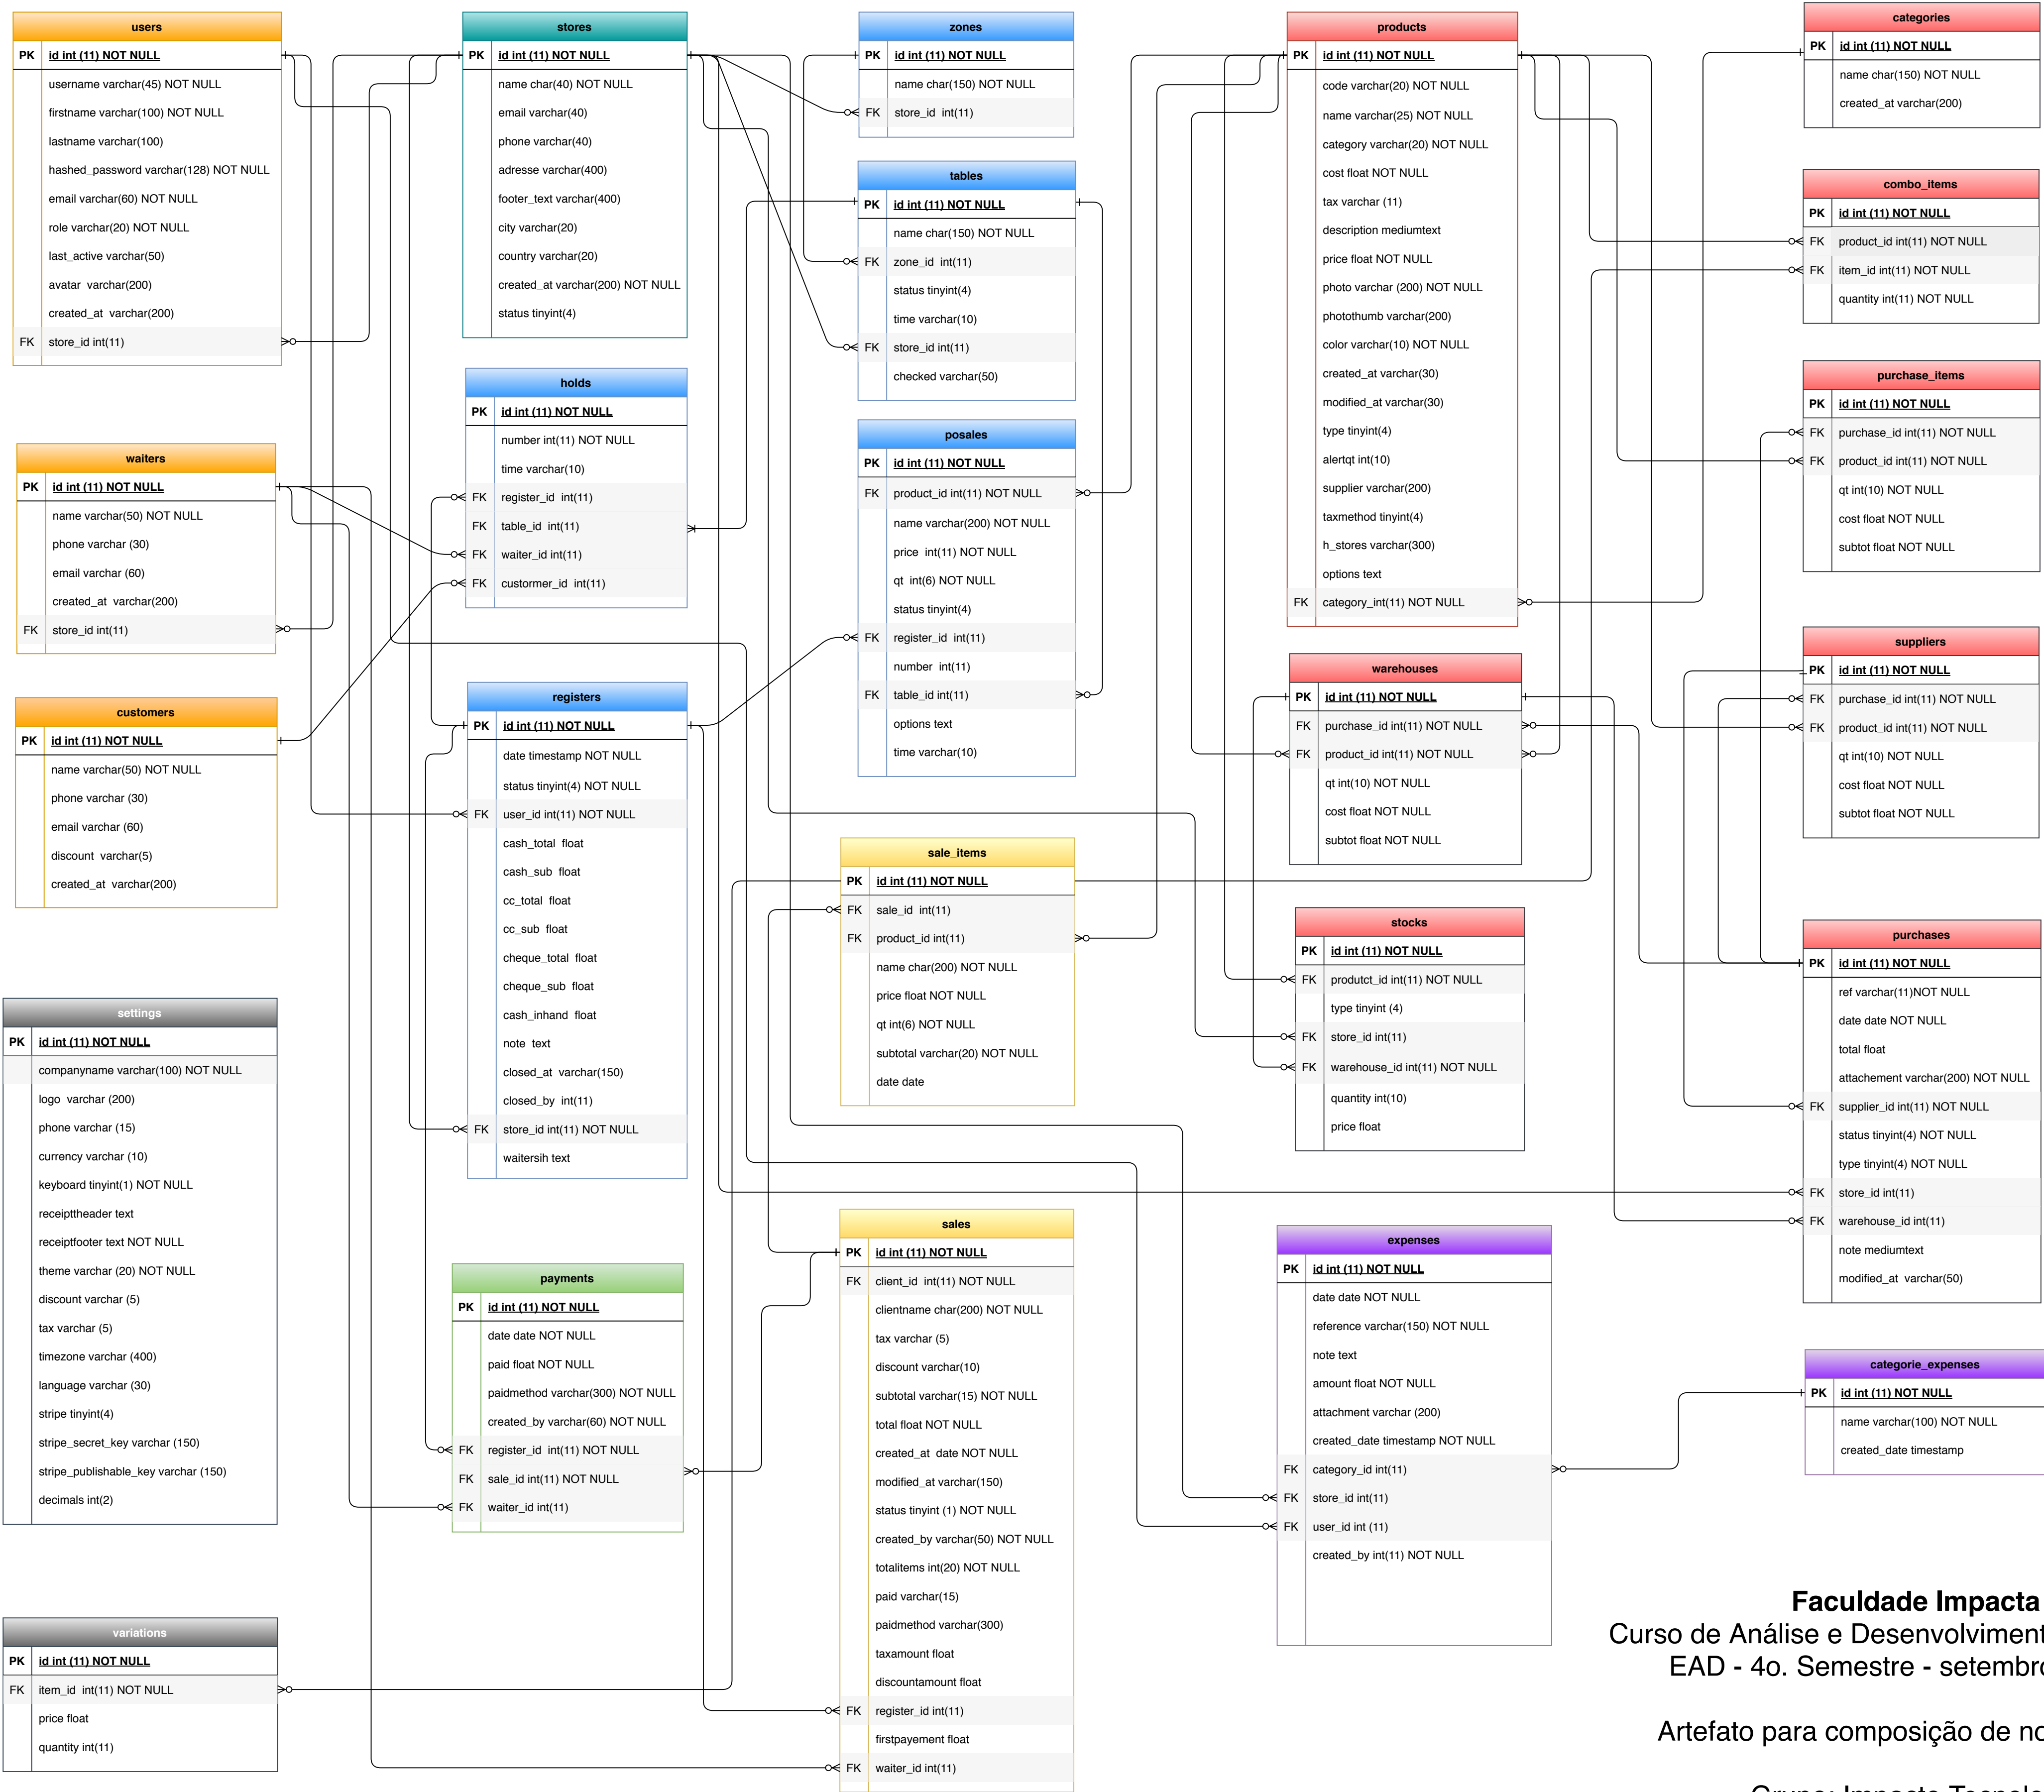 users
PK id int (11) NOT NULL
username varchar(45) NOT NULL
firstname varchar(100) NOT NULL
lastname varchar(100)
hashed_password varchar(128) NOT NULL
email varchar(60) NOT NULL
role varchar(20) NOT NULL
last_active varchar(50)
avatar varchar(200)
created_at varchar(200)
FK store_id int(11)
waiters
PK id int (11) NOT NULL
name varchar(50) NOT NULL
phone varchar (30)
email varchar (60)
created_at varchar(200)
FK store_id int(11)
customers
PK id int (11) NOT NULL
name varchar(50) NOT NULL
phone varchar (30)
email varchar (60)
discount varchar(5)
created_at varchar(200)
settings
PK id int (11) NOT NULL
companyname varchar(100) NOT NULL
logo varchar (200)
phone varchar (15)
currency varchar (10)
keyboard tinyint(1) NOT NULL
receipttheader text
receiptfooter text NOT NULL
theme varchar (20) NOT NULL
discount varchar (5)
tax varchar (5)
timezone varchar (400)
language varchar (30)
stripe tinyint(4)
stripe_secret_key varchar (150)
stripe_publishable_key varchar (150)
decimals int(2)
variations
PK id int (11) NOT NULL
FK item_id int(11) NOT NULL
price float
quantity int(11)
stores
PK id int (11) NOT NULL
name char(40) NOT NULL
email varchar(40)
phone varchar(40)
adresse varchar(400)
footer_text varchar(400)
city varchar(20)
country varchar(20)
created_at varchar(200) NOT NULL
status tinyint(4)
holds
PK id int (11) NOT NULL
number int(11) NOT NULL
time varchar(10)
FK register_id int(11)
FK table_id int(11)
FK waiter_id int(11)
FK custormer_id int(11)
registers
PK id int (11) NOT NULL
date timestamp NOT NULL
status tinyint(4) NOT NULL
FK user_id int(11) NOT NULL
cash_total float
cash_sub float
cc_total float
cc_sub float
cheque_total float
cheque_sub float
cash_inhand float
note text
closed_at varchar(150)
closed_by int(11)
FK store_id int(11) NOT NULL
waitersih text
payments
PK id int (11) NOT NULL
date date NOT NULL
paid float NOT NULL
paidmethod varchar(300) NOT NULL
created_by varchar(60) NOT NULL
FK register_id int(11) NOT NULL
FK sale_id int(11) NOT NULL
FK waiter_id int(11)
zones
PK id int (11) NOT NULL
name char(150) NOT NULL
FK store_id int(11)
tables
PK id int (11) NOT NULL
name char(150) NOT NULL
FK zone_id int(11)
status tinyint(4)
time varchar(10)
FK store_id int(11)
checked varchar(50)
posales
PK id int (11) NOT NULL
FK product_id int(11) NOT NULL
name varchar(200) NOT NULL
price int(11) NOT NULL
qt int(6) NOT NULL
status tinyint(4)
FK register_id int(11)
number int(11)
FK table_id int(11)
options text
time varchar(10)
sale_items
PK id int (11) NOT NULL
FK sale_id int(11)
FK product_id int(11)
name char(200) NOT NULL
price float NOT NULL
qt int(6) NOT NULL
subtotal varchar(20) NOT NULL
date date
sales
PK id int (11) NOT NULL
FK client_id int(11) NOT NULL
clientname char(200) NOT NULL
tax varchar (5)
discount varchar(10)
subtotal varchar(15) NOT NULL
total float NOT NULL
created_at date NOT NULL
modified_at varchar(150)
status tinyint (1) NOT NULL
created_by varchar(50) NOT NULL
totalitems int(20) NOT NULL
paid varchar(15)
paidmethod varchar(300)
taxamount float
discountamount float
FK register_id int(11)
firstpayement float
FK waiter_id int(11)
products
PK id int (11) NOT NULL
code varchar(20) NOT NULL
name varchar(25) NOT NULL
category varchar(20) NOT NULL
cost float NOT NULL
tax varchar (11)
description mediumtext
price float NOT NULL
photo varchar (200) NOT NULL
photothumb varchar(200)
color varchar(10) NOT NULL
created_at varchar(30)
modified_at varchar(30)
type tinyint(4)
alertqt int(10)
supplier varchar(200)
taxmethod tinyint(4)
h_stores varchar(300)
options text
FK category_int(11) NOT NULL
warehouses
PK id int (11) NOT NULL
FK purchase_id int(11) NOT NULL
FK product_id int(11) NOT NULL
qt int(10) NOT NULL
cost float NOT NULL
subtot float NOT NULL
stocks
PK id int (11) NOT NULL
FK produtct_id int(11) NOT NULL
type tinyint (4)
FK store_id int(11)
FK warehouse_id int(11) NOT NULL
quantity int(10)
price float
expenses
PK id int (11) NOT NULL
date date NOT NULL
reference varchar(150) NOT NULL
note text
amount float NOT NULL
attachment varchar (200)
created_date timestamp NOT NULL
FK category_id int(11)
FK store_id int(11)
FK user_id int (11)
created_by int(11) NOT NULL
categories
PK id int (11) NOT NULL
name char(150) NOT NULL
created_at varchar(200)
combo_items
PK id int (11) NOT NULL
FK product_id int(11) NOT NULL
FK item_id int(11) NOT NULL
quantity int(11) NOT NULL
purchase_items
PK id int (11) NOT NULL
FK purchase_id int(11) NOT NULL
FK product_id int(11) NOT NULL
qt int(10) NOT NULL
cost float NOT NULL
subtot float NOT NULL
suppliers
PK id int (11) NOT NULL
FK purchase_id int(11) NOT NULL
FK product_id int(11) NOT NULL
qt int(10) NOT NULL
cost float NOT NULL
subtot float NOT NULL
purchases
PK id int (11) NOT NULL
ref varchar(11)NOT NULL
date date NOT NULL
total float
attachement varchar(200) NOT NULL
FK supplier_id int(11) NOT NULL
status tinyint(4) NOT NULL
type tinyint(4) NOT NULL
FK store_id int(11)
FK warehouse_id int(11)
note mediumtext
modified_at varchar(50)
categorie_expenses
PK id int (11) NOT NULL
name varchar(100) NOT NULL
created_date timestamp
Faculdade Impacta
Curso de Análise e
EAD - 4o. Semestre - setembro
Artefato para composição de